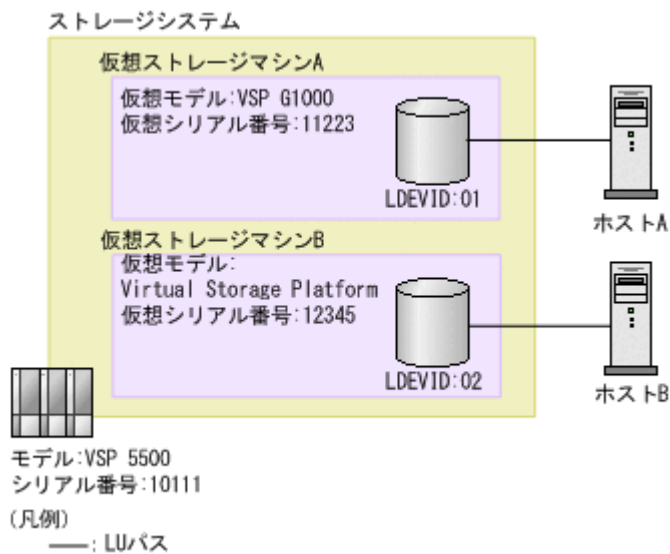 ストレージシステム
仮想ストレージマシンA
仮想モデル:VSP G1000
仮想シリアル番号:11223
LDEVID:01
ホストA
仮想ストレージマシンB
仮想モデル:
Virtual Storage Platform
仮想シリアル番号:12345
LDEVID:02
ホストB
モデル:VSP 5500
シリアル番号:10111
(凡例)
――: LUパス